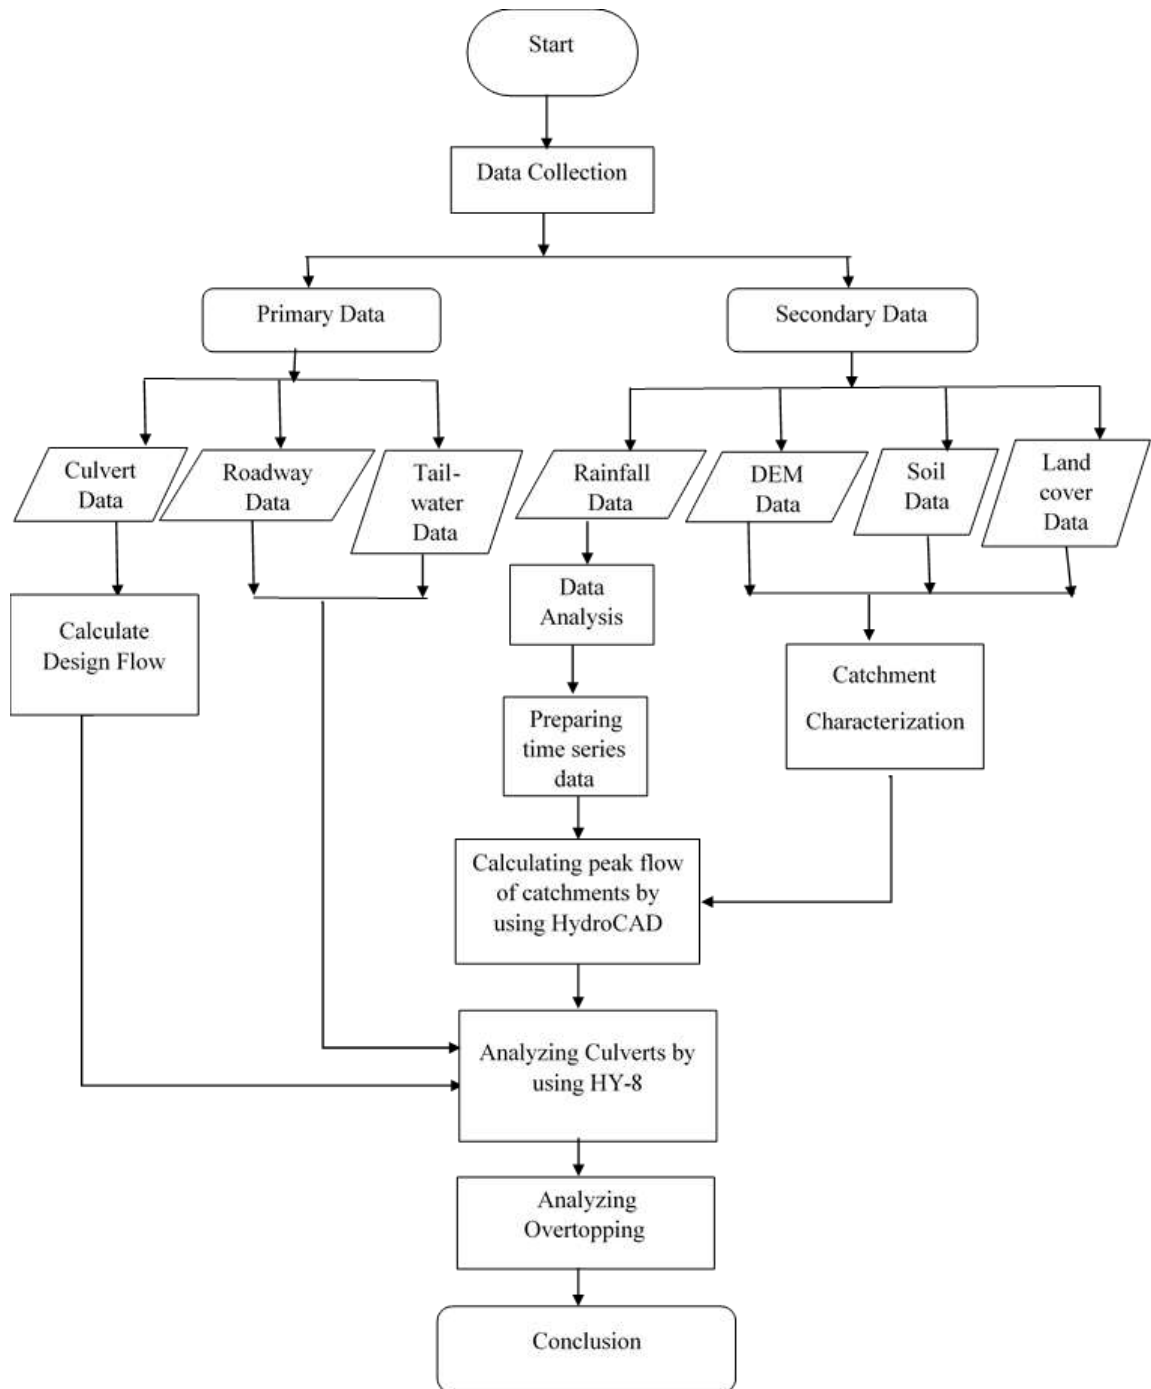 Start
Data Collection
Primary Data
Secondary Data
Culvert
Data
Roadway
Data
Tail-
water
Data
Rainfall
Data
DEM
Data
Soil
Data
Land
cover
Data
Calculate
Design Flow
Data
Analysis
Catchment
Characterization
Preparing
time series
data
Calculating peak flow
of catchments by
using HydroCAD
Analyzing Culverts by
using HY-8
Analyzing
Overtopping
Conclusion